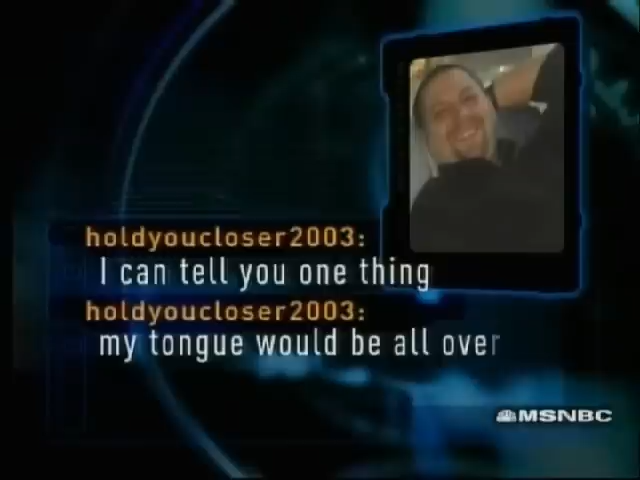 holdyoucloser2003:
I can tell you one thing
holdyoucloser2003:
my tongue would be all over
MSNBC